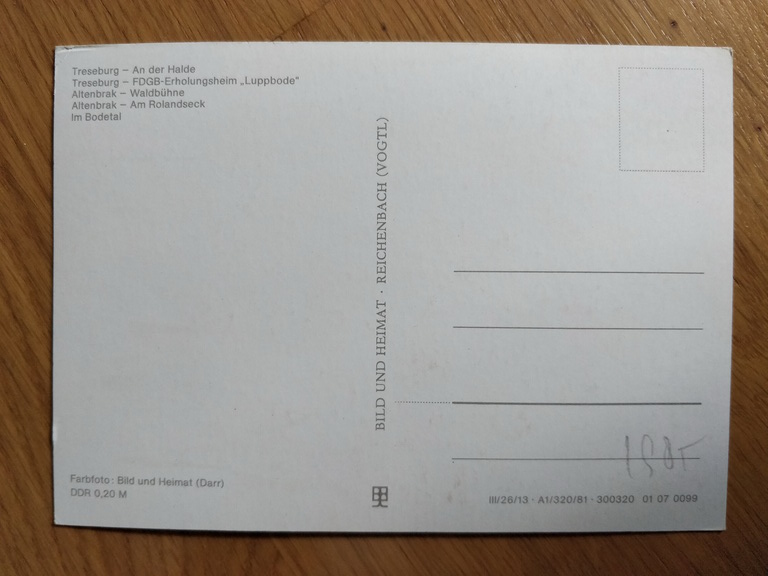 Treseburg – An der Halde
Treseburg – FDGB-Erholungsheim „Luppbode"
Altenbrak – Waldbühne
Altenbrak – Am Rolandseck
Im Bodetal
BILD UND HEIMAT · REICHENBACH (VOGTL)
Farbfoto: Bild und Heimat (Darr)
DDR 0,20 M
III/26/13 · A1/320/81 · 300320 01 07 0099